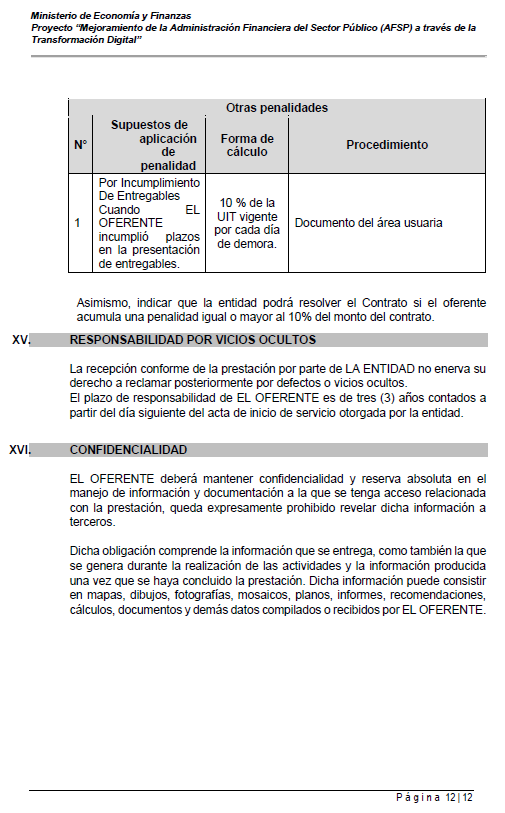 Ministerio de Economía y Finanzas
Proyecto “Mejoramiento de la Administración Financiera del Sector Público (AFSP) a través de la
Transformación Digital”
Otras penalidades
N°
Supuestos de
aplicación
de
penalidad
Forma de
cálculo
Procedimiento
1
Por Incumplimiento
De Entregables
Cuando EL
OFERENTE
incumplió plazos
en la presentación
de entregables.
10 % de la
UIT vigente
por cada día
de demora.
Documento del área usuaria
Asimismo, indicar que la entidad podrá resolver el Contrato si el oferente
acumula una penalidad igual o mayor al 10% del monto del contrato.
XV. RESPONSABILIDAD POR VICIOS OCULTOS
La recepción conforme de la prestación por parte de LA ENTIDAD no enerva su
derecho a reclamar posteriormente por defectos o vicios ocultos.
El plazo de responsabilidad de EL OFERENTE es de tres (3) años contados a
partir del día siguiente del acta de inicio de servicio otorgada por la entidad.
XVI. CONFIDENCIALIDAD
EL OFERENTE deberá mantener confidencialidad y reserva absoluta en el
manejo de información y documentación a la que se tenga acceso relacionada
con la prestación, queda expresamente prohibido revelar dicha información a
terceros.
Dicha obligación comprende la información que se entrega, como también la que
se genera durante la realización de las actividades y la información producida
una vez que se haya concluido la prestación. Dicha información puede consistir
en mapas, dibujos, fotografías, mosaicos, planos, informes, recomendaciones,
cálculos, documentos y demás datos compilados o recibidos por EL OFERENTE.
Página 12|12